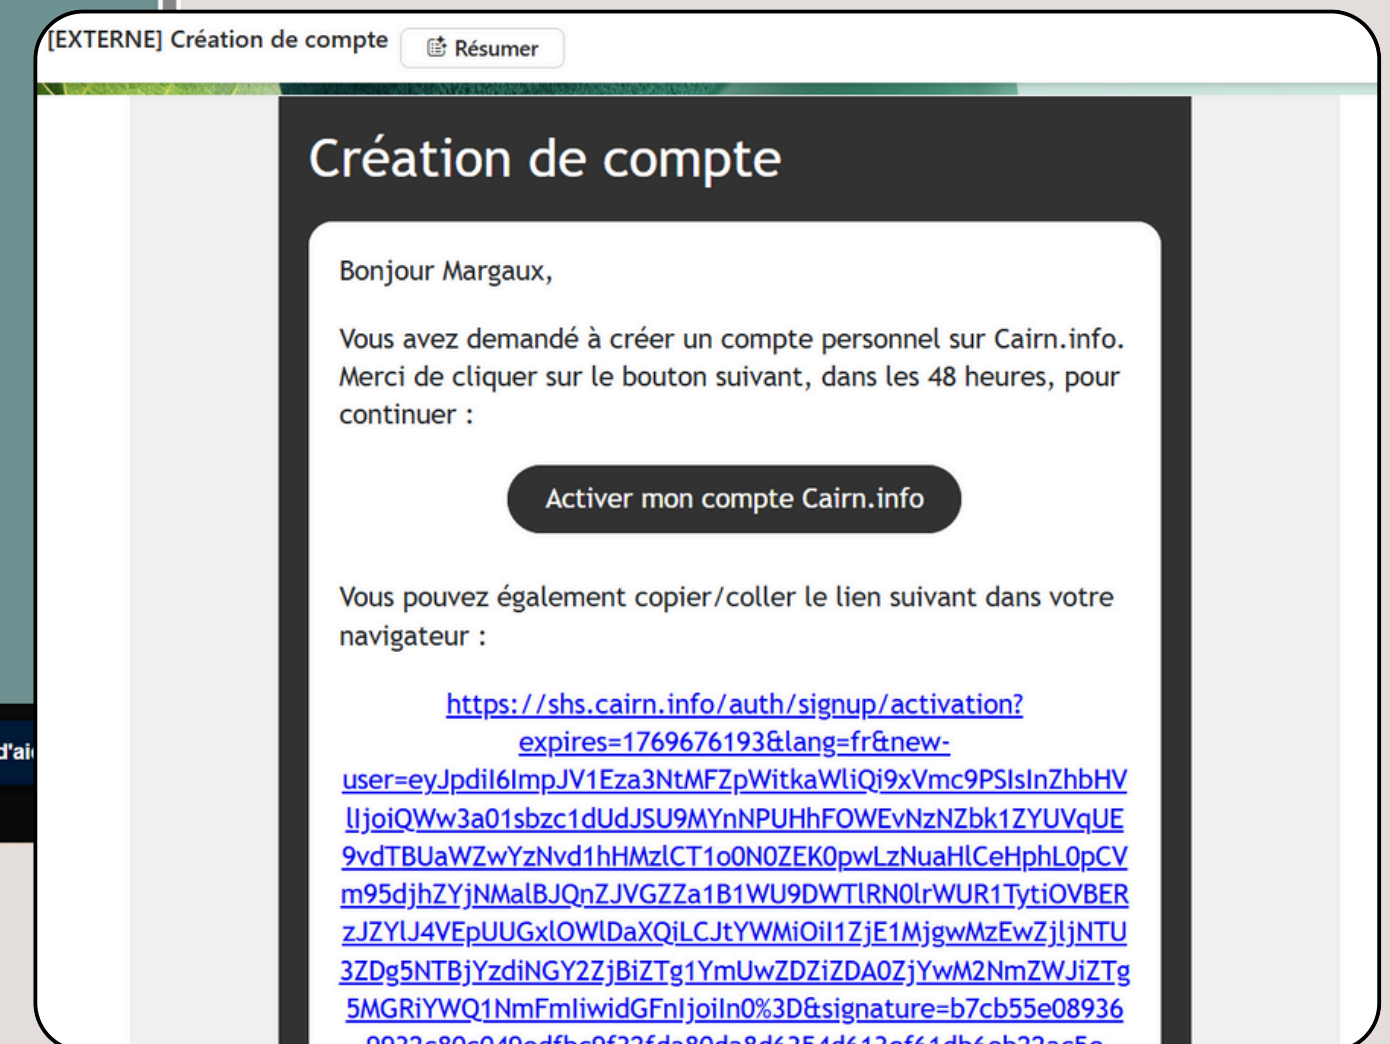 [EXTERNE] Création de compte
Résumer
Création de compte
Bonjour Margaux,
Vous avez demandé à créer un compte personnel sur Cairn.info.
Merci de cliquer sur le bouton suivant, dans les 48 heures, pour
continuer :
Activer mon compte Cairn.info
Vous pouvez également copier/coller le lien suivant dans votre
navigateur :
https://shs.cairn.info/auth/signup/activation?
expires=1769676193&lang=fr&new-
user=eyJpdiI6ImpJV1Eza3NtMFZpWitkaWliQi9xVmc9PSIsInZhbHV
lIjoiQWw3a01sbzc1dUdJSU9MYnNPUHhFOWEvNzNZbk1ZYUVqUE
9vdTBUaWZwYzNvd1hHMzlCT1o0N0ZEK0pwLzNuaHlCeHphL0pCV
m95djhZYjNMalBJQnZJVGZZa1B1WU9DWTlRN0lrWUR1TytiOVBER
zJZYlJ4VEpUUGxlOWlDaXQiLCJtYWMiOiI1ZjE1MjgwMzEwZjljNTU
3ZDg5NTBjYzdiNGY2ZjBiZTg1YmUwZDZiZDA0ZjYwM2NmZWJiZTg
5MGRiYWQ1NmFmIiwidGFnIjoiIn0%3D&signature=b7cb55e08936
d'ai